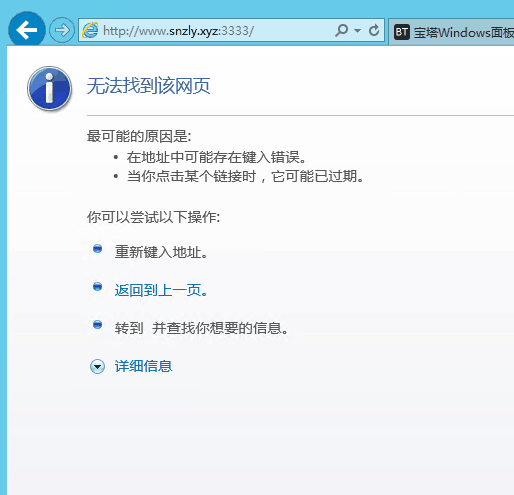 http://www.snzly.xyz:3333/
BT 宝塔Windows面板
无法找到该网页
最可能的原因是:
• 在地址中可能存在键入错误。
• 当你点击某个链接时，它可能已过期。
你可以尝试以下操作:
重新键入地址。
返回到上一页。
转到 并查找你想要的信息。
详细信息